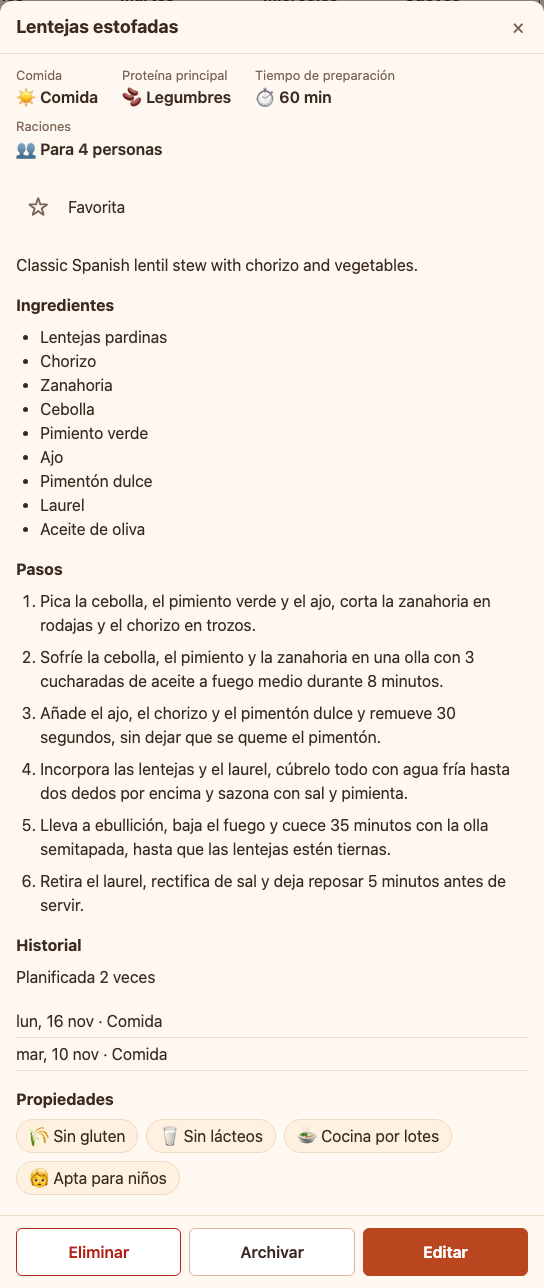 Lentejas estofadas
×
Comida
Proteína principal
Tiempo de preparación
Comida
Legumbres
60 min
Raciones
Para 4 personas
Favorita
Classic Spanish lentil stew with chorizo and vegetables.
Ingredientes
• Lentejas pardinas
• Chorizo
• Zanahoria
• Cebolla
• Pimiento verde
• Ajo
• Pimentón dulce
• Laurel
• Aceite de oliva
Pasos
1. Pica la cebolla, el pimiento verde y el ajo, corta la zanahoria en
rodajas y el chorizo en trozos.
2. Sofríe la cebolla, el pimiento y la zanahoria en una olla con 3
cucharadas de aceite a fuego medio durante 8 minutos.
3. Añade el ajo, el chorizo y el pimentón dulce y remueve 30
segundos, sin dejar que se queme el pimentón.
4. Incorpora las lentejas y el laurel, cúbrelo todo con agua fría hasta
dos dedos por encima y sazona con sal y pimienta.
5. Lleva a ebullición, baja el fuego y cuece 35 minutos con la olla
semitapada, hasta que las lentejas estén tiernas.
6. Retira el laurel, rectifica de sal y deja reposar 5 minutos antes de
servir.
Historial
Planificada 2 veces
lun, 16 nov · Comida
mar, 10 nov · Comida
Propiedades
Sin gluten
Sin lácteos
Cocina por lotes
Apta para niños
Eliminar
Archivar
Editar